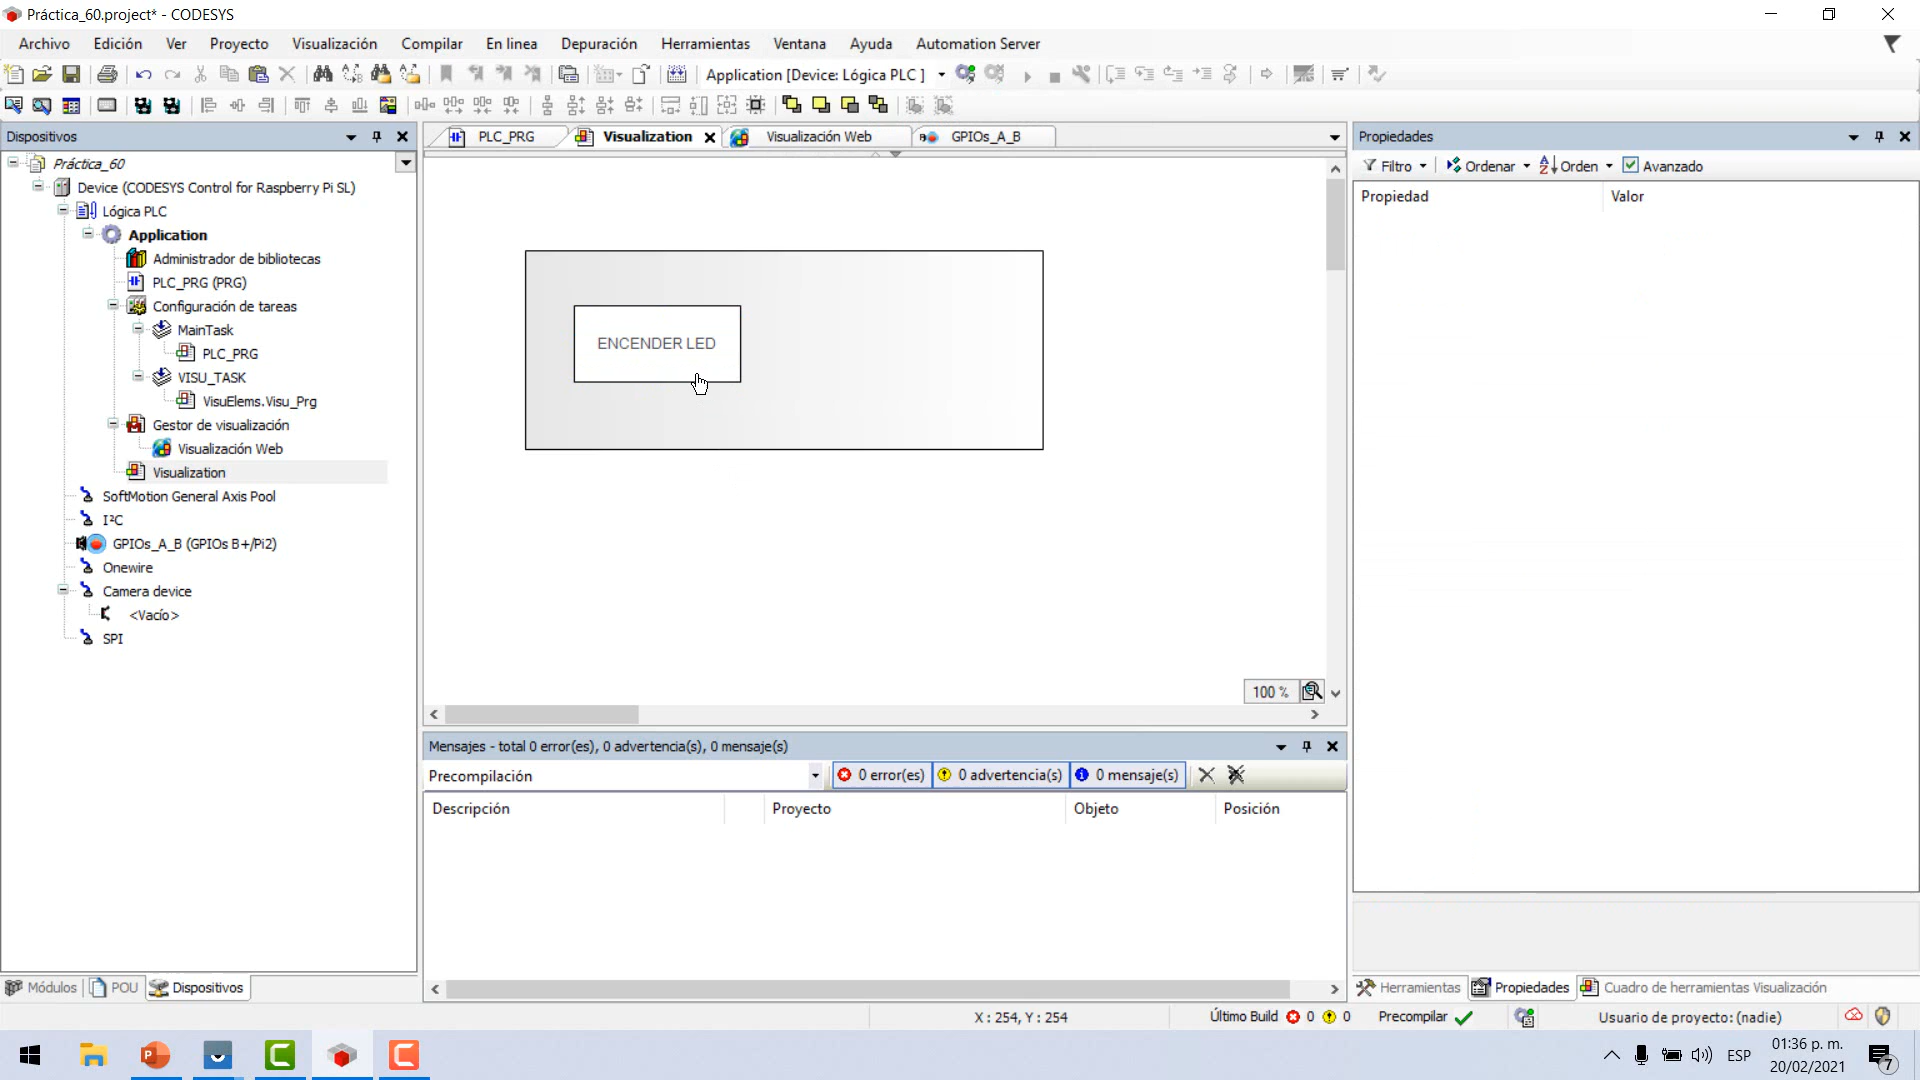 Práctica_60.project* - CODESYS
Archivo Edición Ver Proyecto Visualización Compilar En linea Depuración Herramientas Ventana Ayuda Automation Server
Application [Device: Lógica PLC ]
Dispositivos
PLC_PRG Visualization Visualización Web GPIOs_A_B
Propiedades
Práctica_60
Device (CODESYS Control for Raspberry Pi SL)
Lógica PLC
Application
Administrador de bibliotecas
PLC_PRG (PRG)
Configuración de tareas
MainTask
PLC_PRG
VISU_TASK
VisuElems.Visu_Prg
Gestor de visualización
Visualización Web
Visualization
SoftMotion General Axis Pool
I²C
GPIOs_A_B (GPIOs B+/Pi2)
Onewire
Camera device
<Vacío>
SPI
Módulos POU Dispositivos
ENCENDER LED
100 %
Mensajes - total 0 error(es), 0 advertencia(s), 0 mensaje(s)
Precompilación 0 error(es) 0 advertencia(s) 0 mensaje(s)
Descripción Proyecto Objeto Posición
Filtro Ordenar Orden Avanzado
Propiedad Valor
Herramientas Propiedades Cuadro de herramientas Visualización
X : 254, Y : 254 Último Build 0 0 Precompilar Usuario de proyecto: (nadie)
ESP 01:36 p. m.
20/02/2021
7